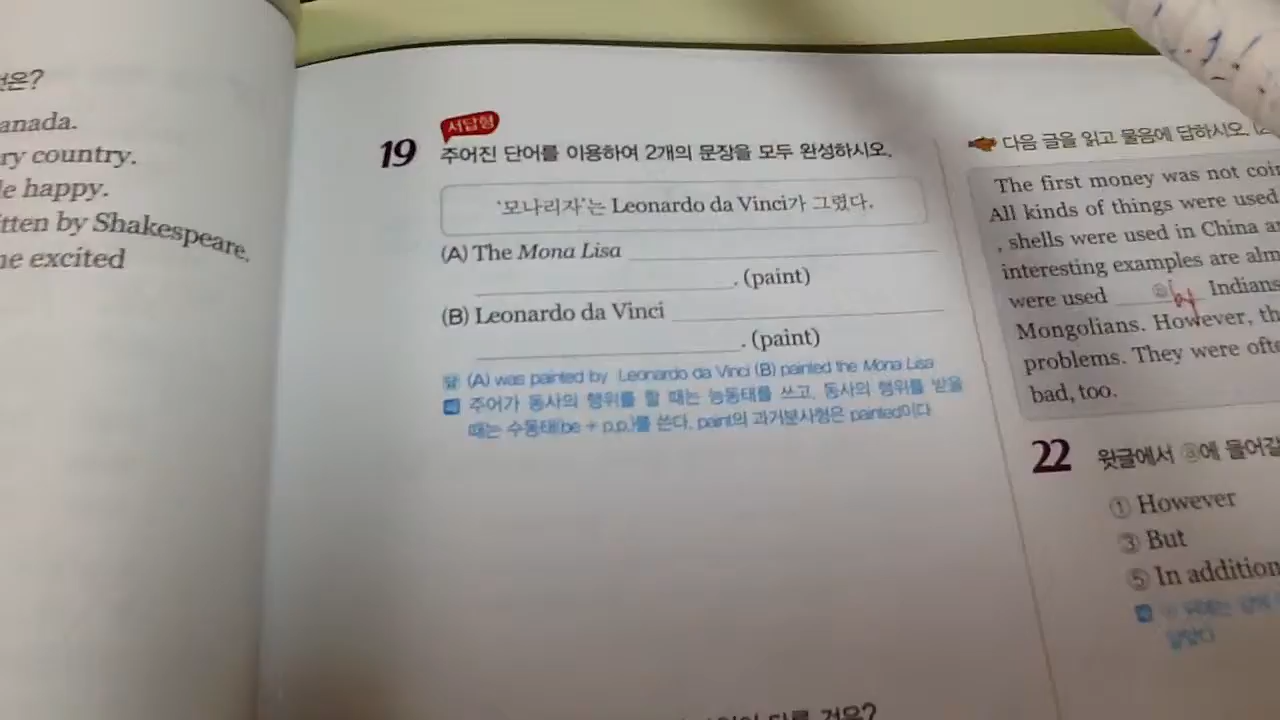 은?
anada.
ry country.
le happy.
tten by Shakespeare,
ne excited
서답형
19 주어진 단어를 이용하여 2개의 문장을 모두 완성하시오.
‘모나리자’는 Leonardo da Vinci가 그렸다.
(A) The Mona Lisa
. (paint)
(B) Leonardo da Vinci
. (paint)
답 (A) was painted by Leonardo da Vinci (B) painted the Mona Lisa
주어가 동사의 행위를 할 때는 능동태를 쓰고, 동사의 행위를 받을
때는 수동태(be + p.p.)를 쓴다. paint의 과거분사형은 painted이다
다음 글을 읽고 물음에 답하시오.
The first money was not coin
All kinds of things were used
, shells were used in China a
interesting examples are alm
were used ⓐ by Indians
Mongolians. However, th
problems. They were ofte
bad, too.
22 윗글에서 ⓐ에 들어갈
① However
③ But
⑤ In addition
다른 것은?